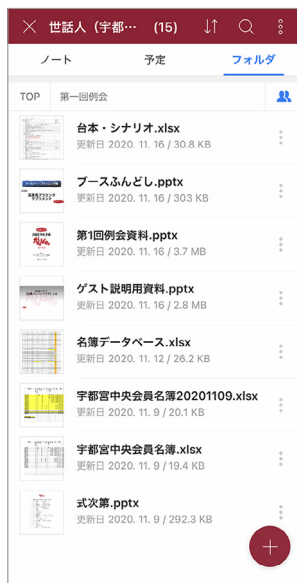 世話人（宇都… (15)
ノート 予定 フォルダ
TOP 第一回例会
台本・シナリオ.xlsx
更新日 2020. 11. 16 / 30.8 KB
ブースふんどし.pptx
更新日 2020. 11. 16 / 303 KB
第1回例会資料.pptx
更新日 2020. 11. 16 / 3.7 MB
ゲスト説明用資料.pptx
更新日 2020. 11. 16 / 2.8 MB
名簿データベース.xlsx
更新日 2020. 11. 12 / 26.2 KB
宇都宮中央会員名簿20201109.xlsx
更新日 2020. 11. 9 / 20.1 KB
宇都宮中央会員名簿.xlsx
更新日 2020. 11. 9 / 19.4 KB
式次第.pptx
更新日 2020. 11. 9 / 292.3 KB